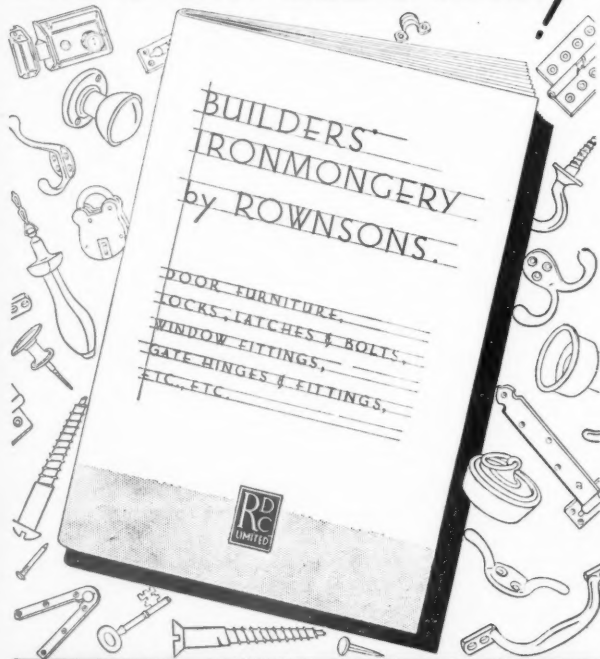 BUILDERS'
IRONMONGERY
by ROWNSONS.
DOOR FURNITURE,
LOCKS, LATCHES & BOLTS,
WINDOW FITTINGS,
GATE HINGES & FITTINGS,
ETC., ETC.
RDC
LIMITED